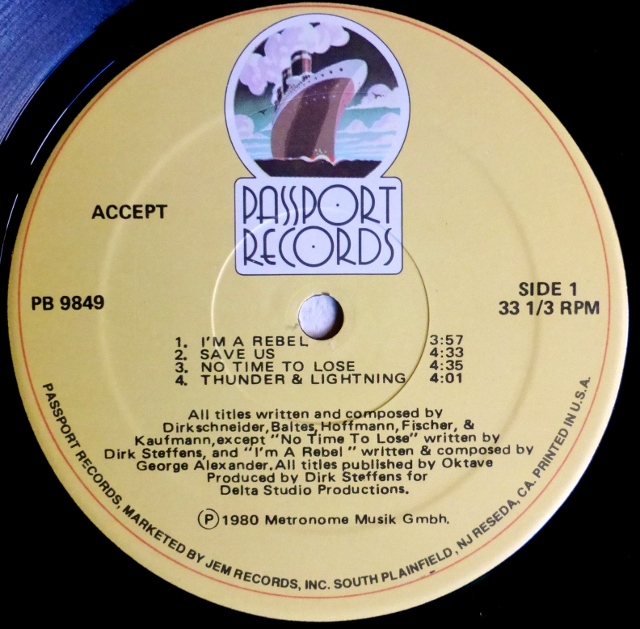 PASSPORT
RECORDS
ACCEPT
PB 9849
SIDE 1
33 1/3 RPM
1. I'M A REBEL 3:57
2. SAVE US 4:33
3. NO TIME TO LOSE 4:35
4. THUNDER & LIGHTNING 4:01
All titles written and composed by
Dirkschneider, Baltes, Hoffmann, Fischer, &
Kaufmann, except "No Time To Lose" written by
Dirk Steffens, and "I'm A Rebel" written & composed by
George Alexander. All titles published by Oktave
Produced by Dirk Steffens for
Delta Studio Productions.
Ⓟ 1980 Metronome Musik Gmbh.
PASSPORT RECORDS, MARKETED BY JEM RECORDS, INC. SOUTH PLAINFIELD, NJ RESEDA, CA. PRINTED IN U.S.A.